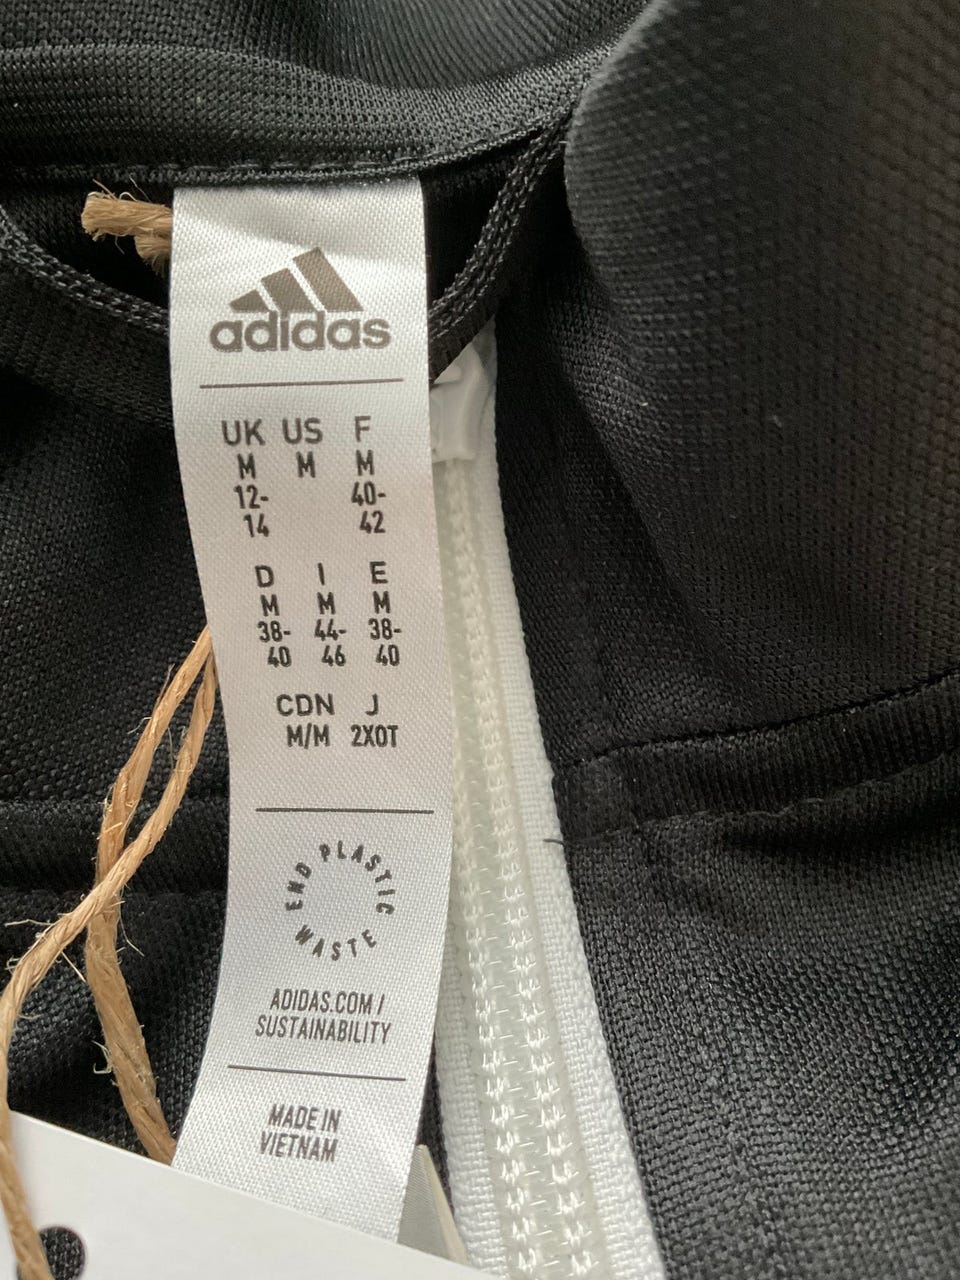 adidas
UK US F
M M M
12- 40-
14 42
D I E
M M M
38- 44- 38-
40 46 40
CDN J
M/M 2XOT
END PLASTIC WASTE
ADIDAS.COM/
SUSTAINABILITY
MADE IN
VIETNAM